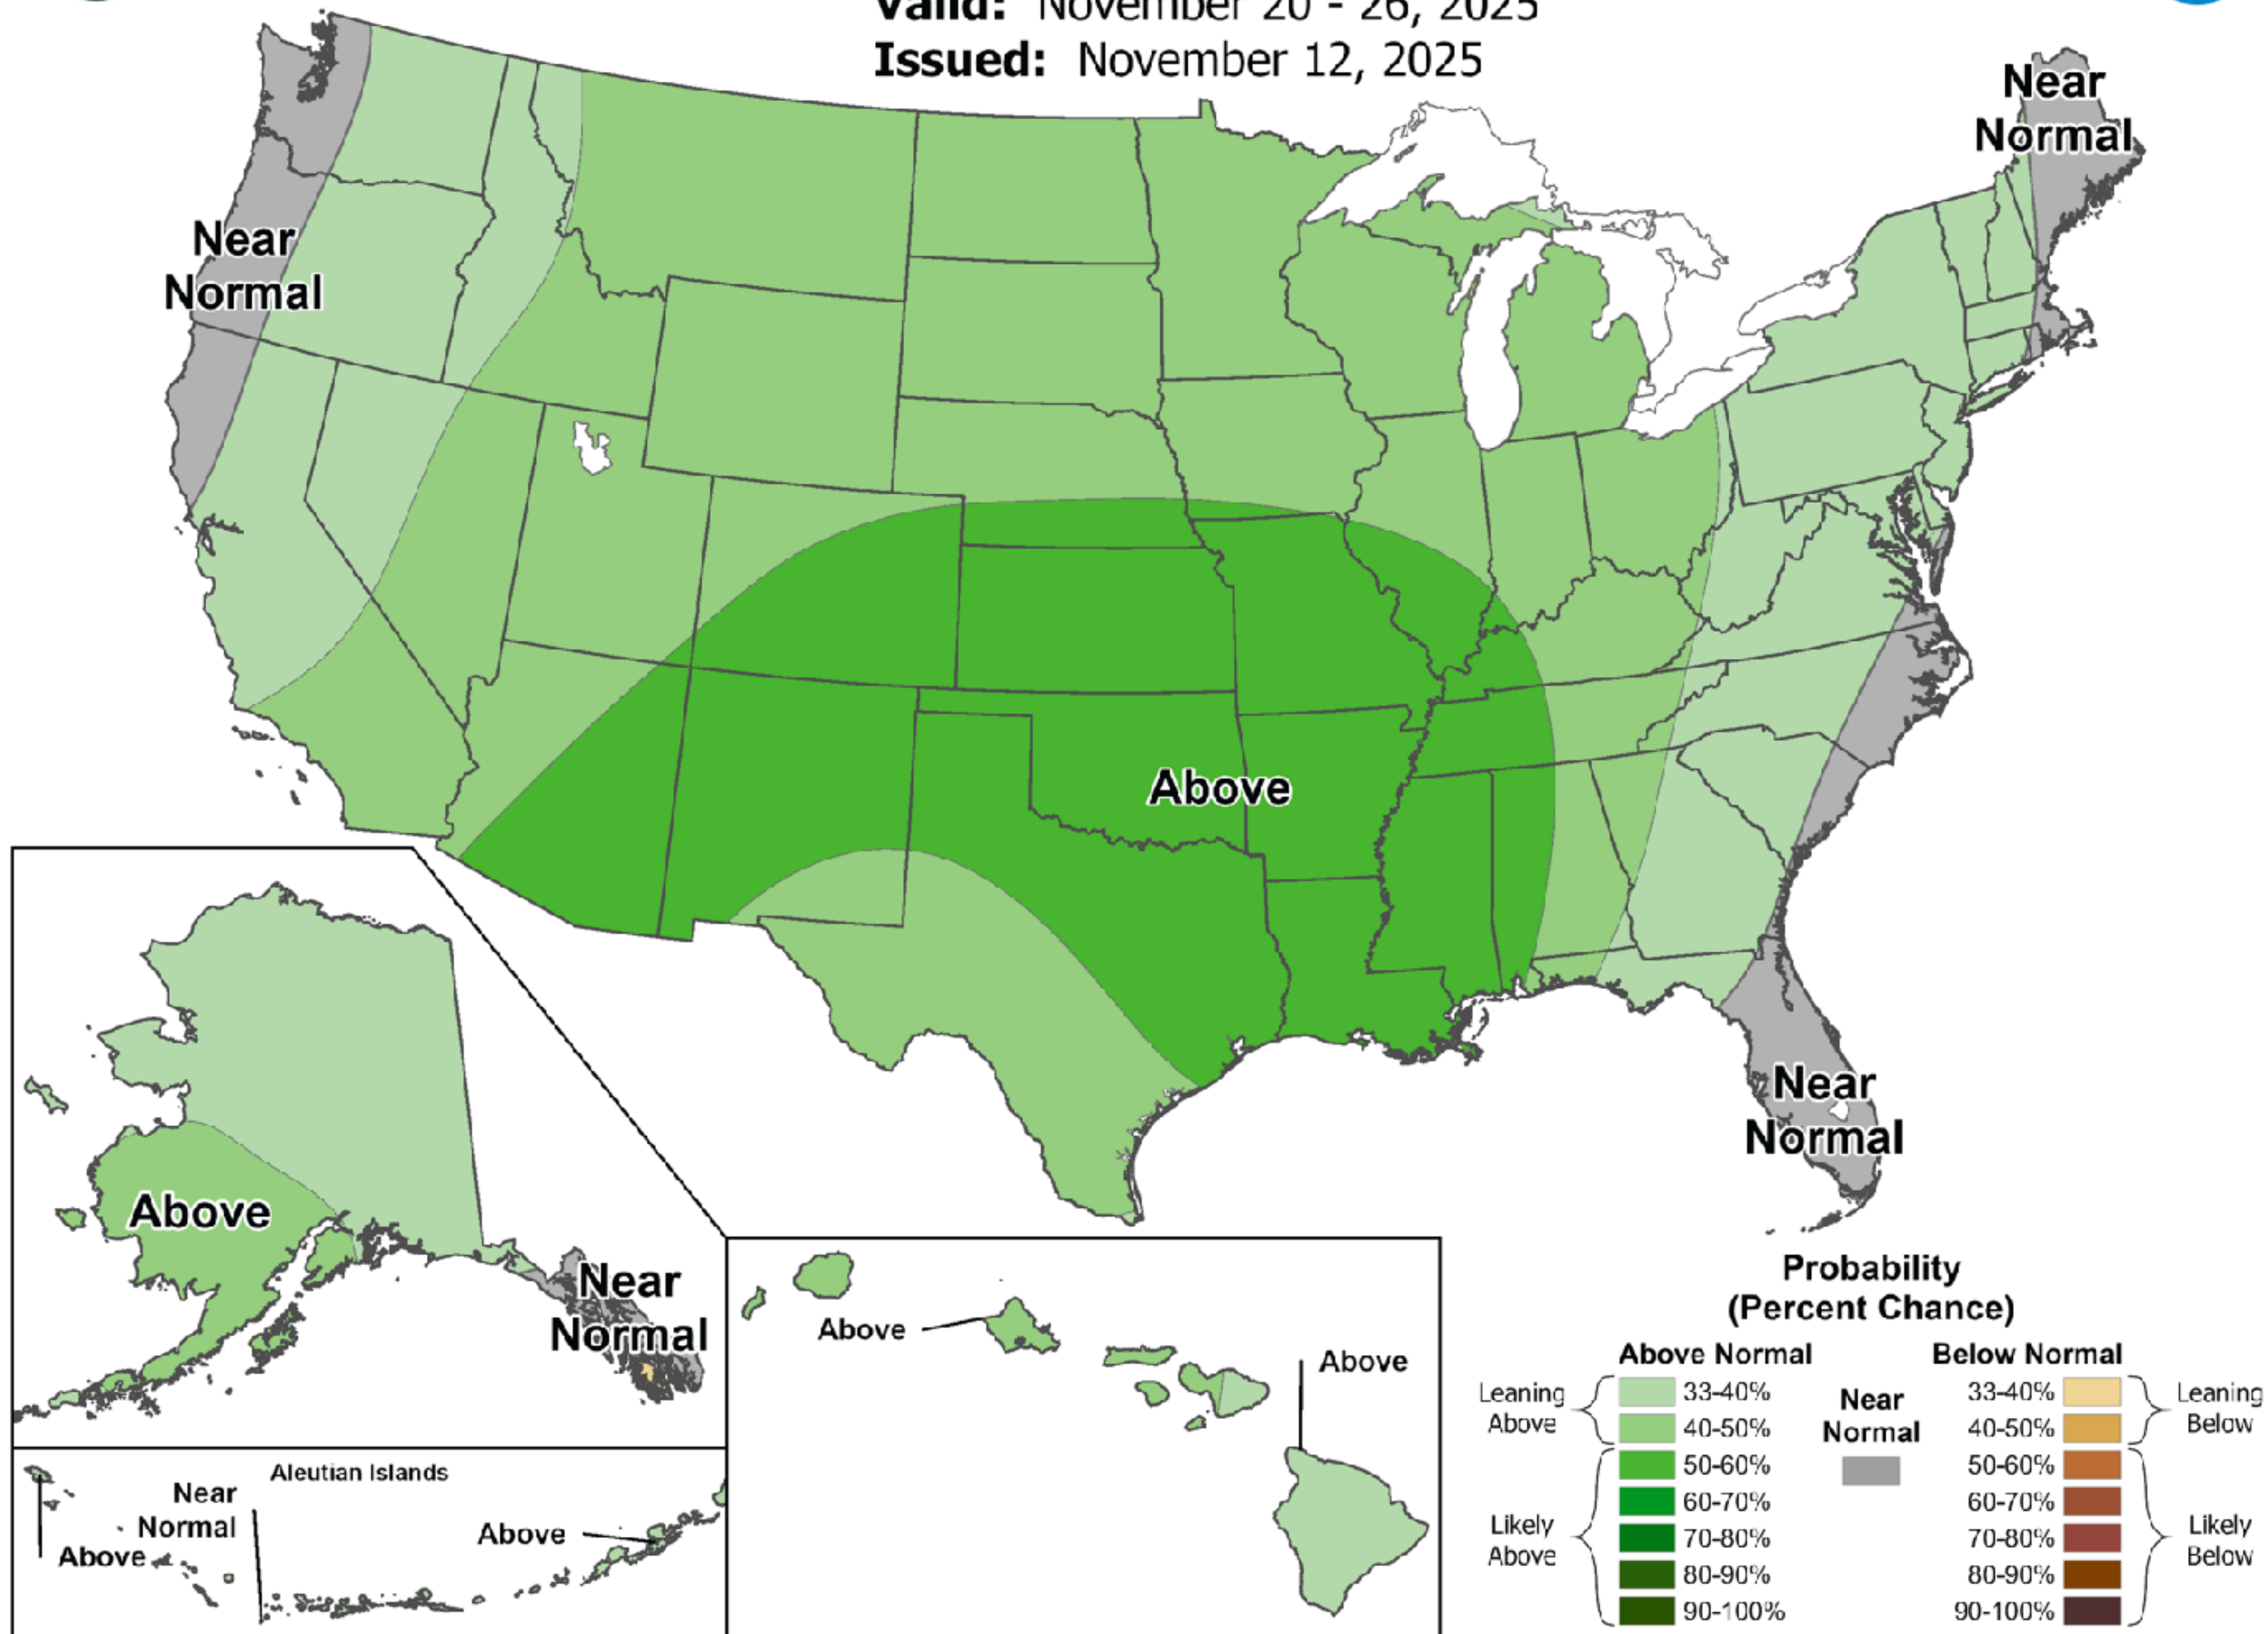 Valid: November 20 - 26, 2025
Issued: November 12, 2025
Near
Normal
Near
Normal
Above
Near
Normal
Above
Near
Normal
Above
Above
Aleutian Islands
Near
Normal
Above
Above
Probability
(Percent Chance)
Above Normal
Below Normal
Leaning
Above
33-40%
40-50%
Likely
Above
50-60%
60-70%
70-80%
80-90%
90-100%
Near
Normal
33-40%
40-50%
Leaning
Below
50-60%
60-70%
70-80%
80-90%
90-100%
Likely
Below